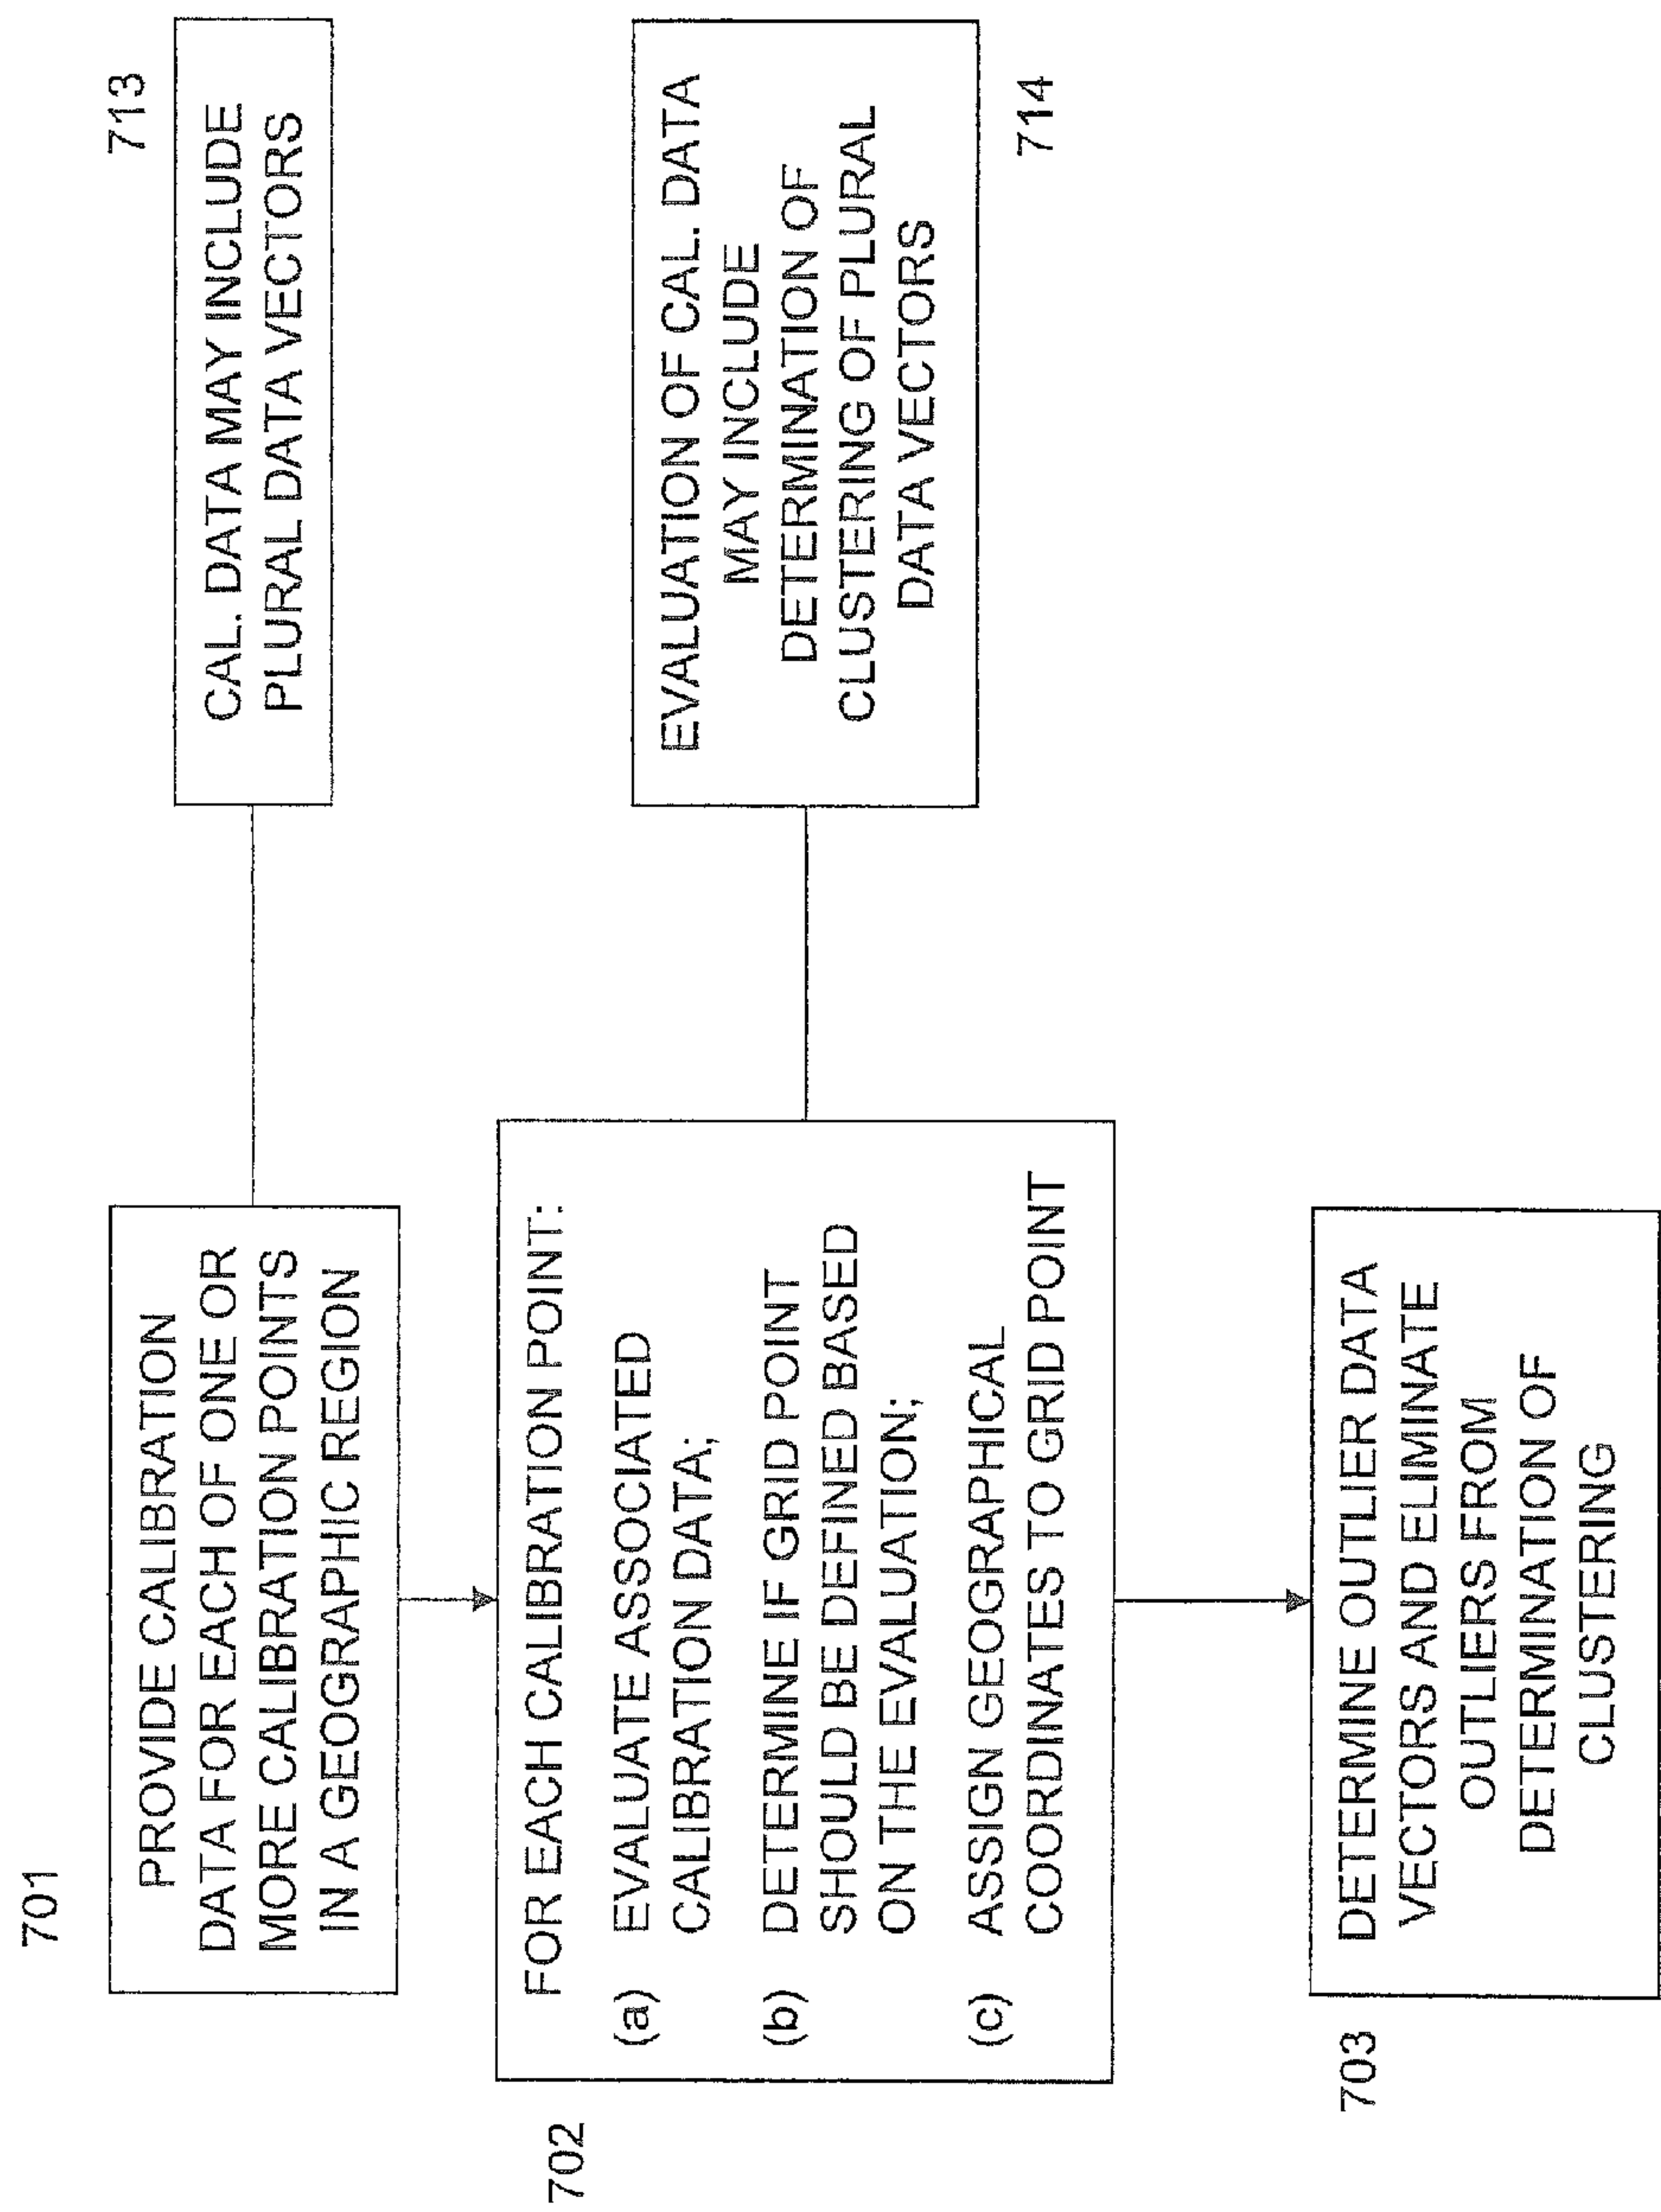 701
PROVIDE CALIBRATION
DATA FOR EACH OF ONE OR
MORE CALIBRATION POINTS
IN A GEOGRAPHIC REGION
713
CAL. DATA MAY INCLUDE
PLURAL DATA VECTORS
702
FOR EACH CALIBRATION POINT:
(a) EVALUATE ASSOCIATED
CALIBRATION DATA;
(b) DETERMINE IF GRID POINT
SHOULD BE DEFINED BASED
ON THE EVALUATION;
(c) ASSIGN GEOGRAPHICAL
COORDINATES TO GRID POINT
EVALUATION OF CAL. DATA
MAY INCLUDE
DETERMINATION OF
CLUSTERING OF PLURAL
DATA VECTORS
714
703
DETERMINE OUTLIER DATA
VECTORS AND ELIMINATE
OUTLIERS FROM
DETERMINATION OF
CLUSTERING